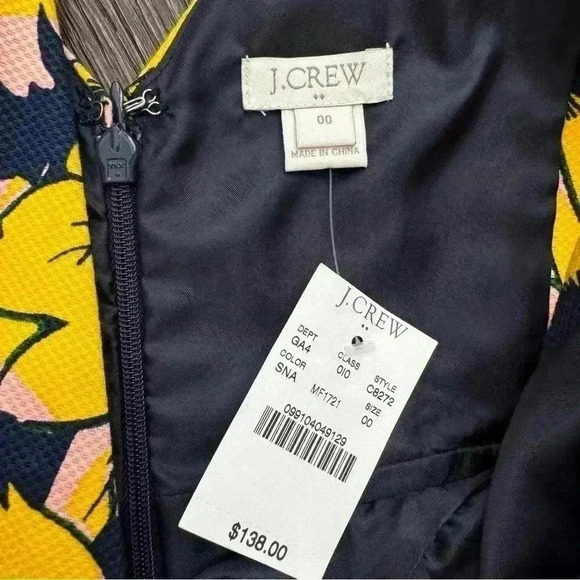 J.CREW
00
MADE IN CHINA
J.CREW
DEPT CLASS STYLE
GA4 010 C8272
COLOR SIZE
SNA MF1721 00
099104049129
$138.00